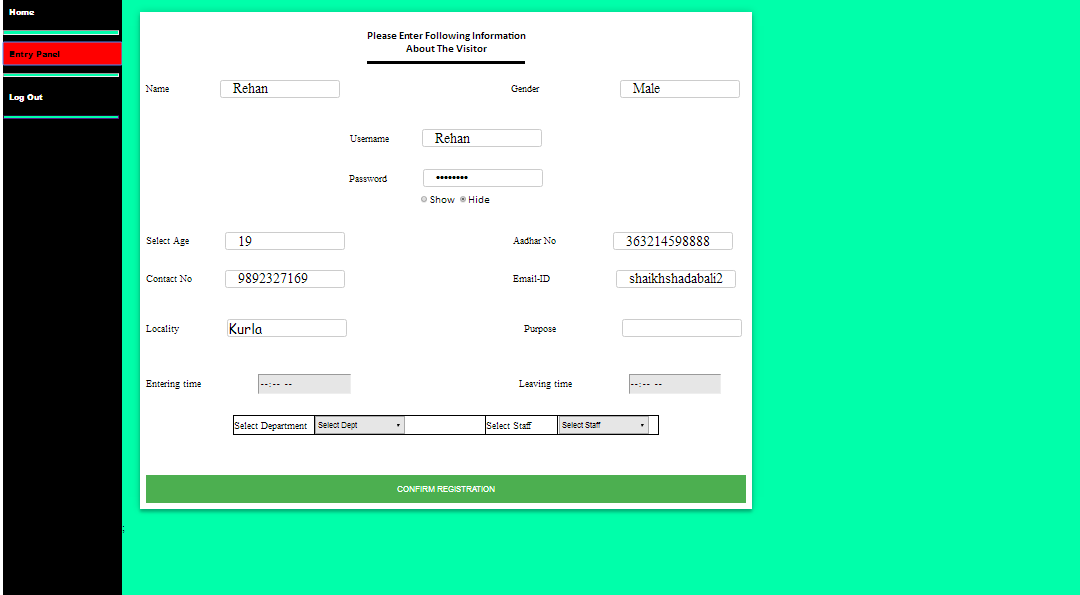 Home
Entry Panel
Log Out
Please Enter Following Information
About The Visitor
Name Rehan Gender Male
Username Rehan
Password ••••••••
Show Hide
Select Age 19 Aadhar No 363214598888
Contact No 9892327169 Email-ID shaikhshadabali2
Locality Kurla Purpose
Entering time --:-- -- Leaving time --:-- --
Select Department Select Dept Select Staff Select Staff
CONFIRM REGISTRATION
;